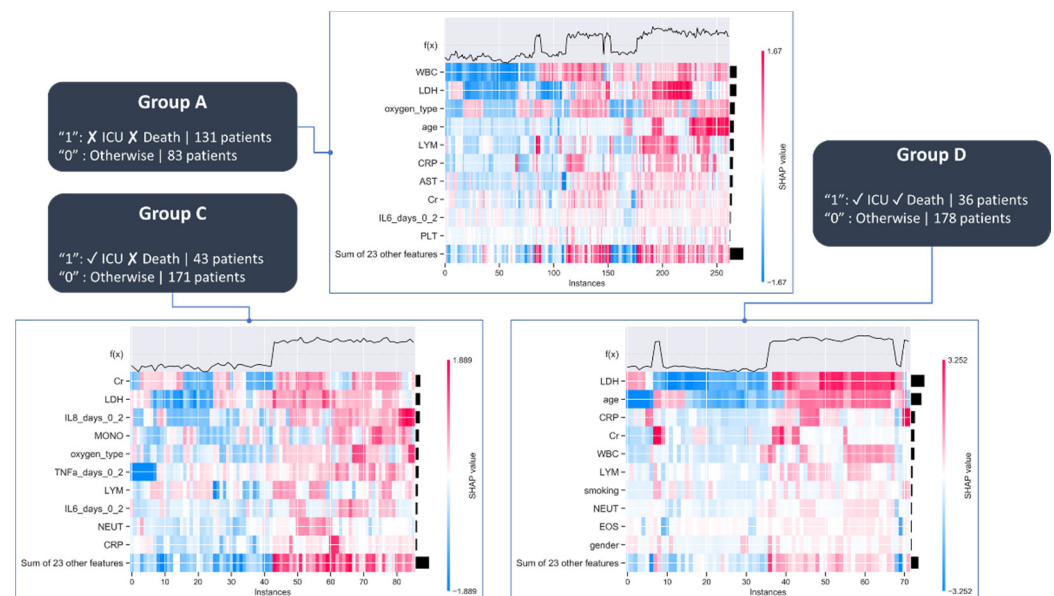 Group A
“1”: ✗ ICU ✗ Death | 131 patients
“0” : Otherwise | 83 patients
Group C
“1”: ✓ ICU ✗ Death | 43 patients
“0” : Otherwise | 171 patients
Group D
“1”: ✓ ICU ✓ Death | 36 patients
“0” : Otherwise | 178 patients
f(x)
WBC
LDH
oxygen_type
age
LYM
CRP
AST
Cr
IL6_days_0_2
PLT
Sum of 23 other features
0 50 100 150 200 250
Instances
1.67
SHAP value
−1.67
f(x)
Cr
LDH
IL8_days_0_2
MONO
oxygen_type
TNFa_days_0_2
LYM
IL6_days_0_2
NEUT
CRP
Sum of 23 other features
0 10 20 30 40 50 60 70 80
Instances
1.889
SHAP value
−1.889
f(x)
LDH
age
CRP
Cr
WBC
LYM
smoking
NEUT
EOS
gender
Sum of 23 other features
0 10 20 30 40 50 60 70
Instances
3.252
SHAP value
−3.252